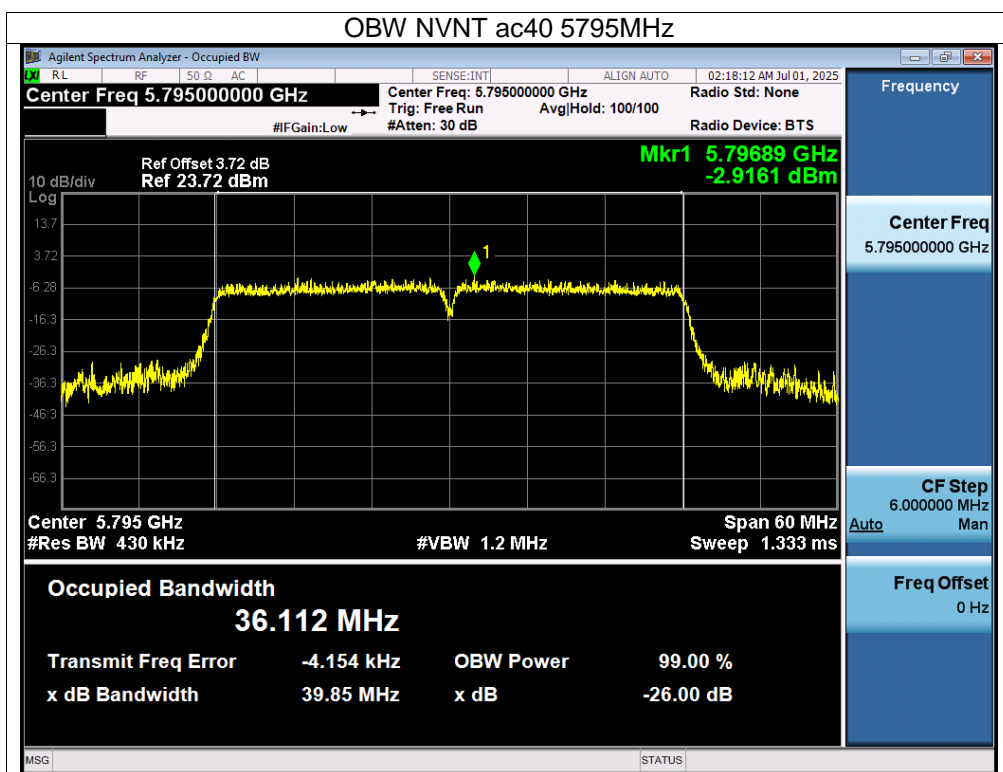 OBW NVNT ac40 5795MHz
Agilent Spectrum Analyzer - Occupied BW
LXI RL RF 50 Ω AC SENSE:INT ALIGN AUTO 02:18:12 AM Jul 01, 2025
Center Freq 5.795000000 GHz
Center Freq: 5.795000000 GHz Radio Std: None
Trig: Free Run Avg|Hold: 100/100
#IFGain:Low #Atten: 30 dB Radio Device: BTS
Frequency
Ref Offset 3.72 dB Mkr1 5.79689 GHz
10 dB/div Ref 23.72 dBm -2.9161 dBm
Log
13.7
3.72
-6.28
-16.3
-26.3
-36.3
-46.3
-56.3
-66.3
1
Center Freq
5.795000000 GHz
Center 5.795 GHz Span 60 MHz
#Res BW 430 kHz #VBW 1.2 MHz Sweep 1.333 ms
CF Step
6.000000 MHz
Auto Man
Occupied Bandwidth
36.112 MHz
Transmit Freq Error -4.154 kHz OBW Power 99.00 %
x dB Bandwidth 39.85 MHz x dB -26.00 dB
Freq Offset
0 Hz
MSG STATUS